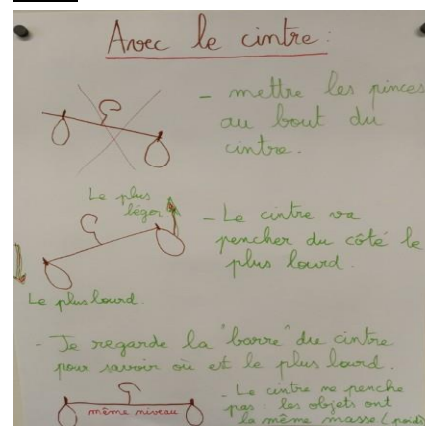 Avec le cintre :
- mettre les pinces
au bout du
cintre.
Le plus
léger
- Le cintre va
pencher du côté le
plus lourd.
Le plus lourd.
- Je regarde la "barre" du cintre
pour savoir où est le plus lourd.
même niveau
- Le cintre ne penche
pas : les objets ont
la même masse (poids